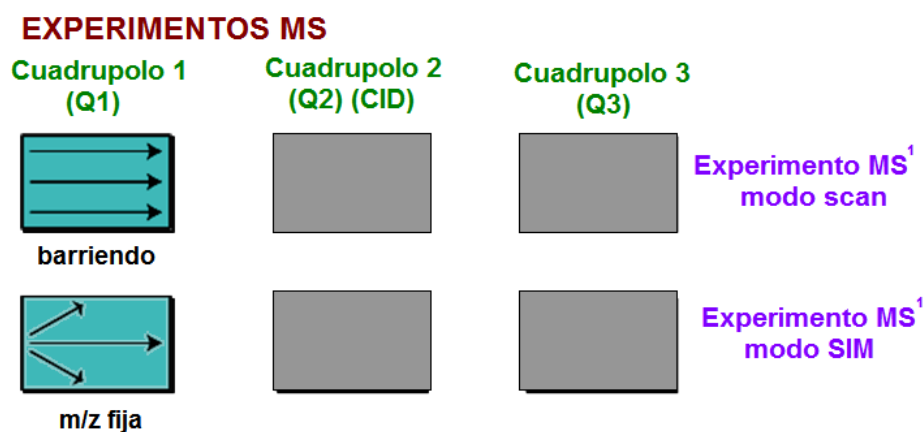 EXPERIMENTOS MS
Cuadrupolo 1
(Q1)
Cuadrupolo 2
(Q2) (CID)
Cuadrupolo 3
(Q3)
barriendo
Experimento MS¹
modo scan
m/z fija
Experimento MS¹
modo SIM